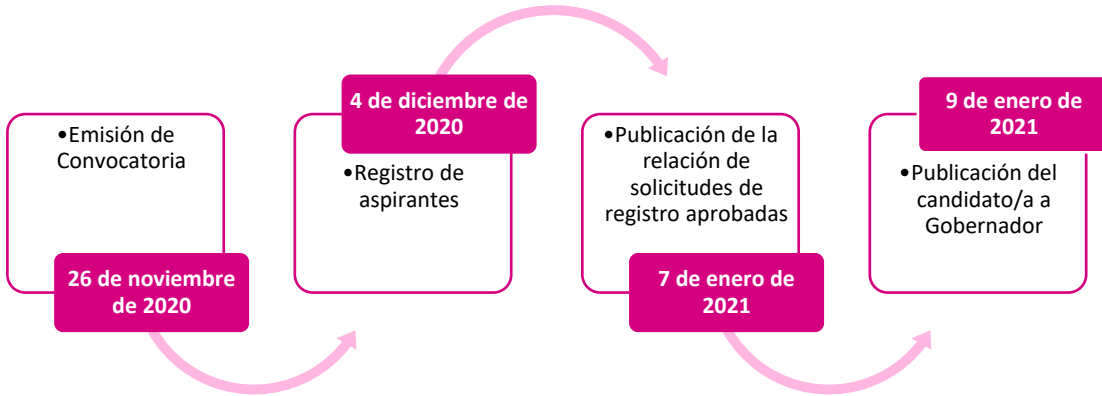 •Emisión de
Convocatoria
26 de noviembre
de 2020
4 de diciembre de
2020
•Registro de
aspirantes
•Publicación de la
relación de
solicitudes de
registro aprobadas
7 de enero de
2021
9 de enero de
2021
•Publicación del
candidato/a a
Gobernador